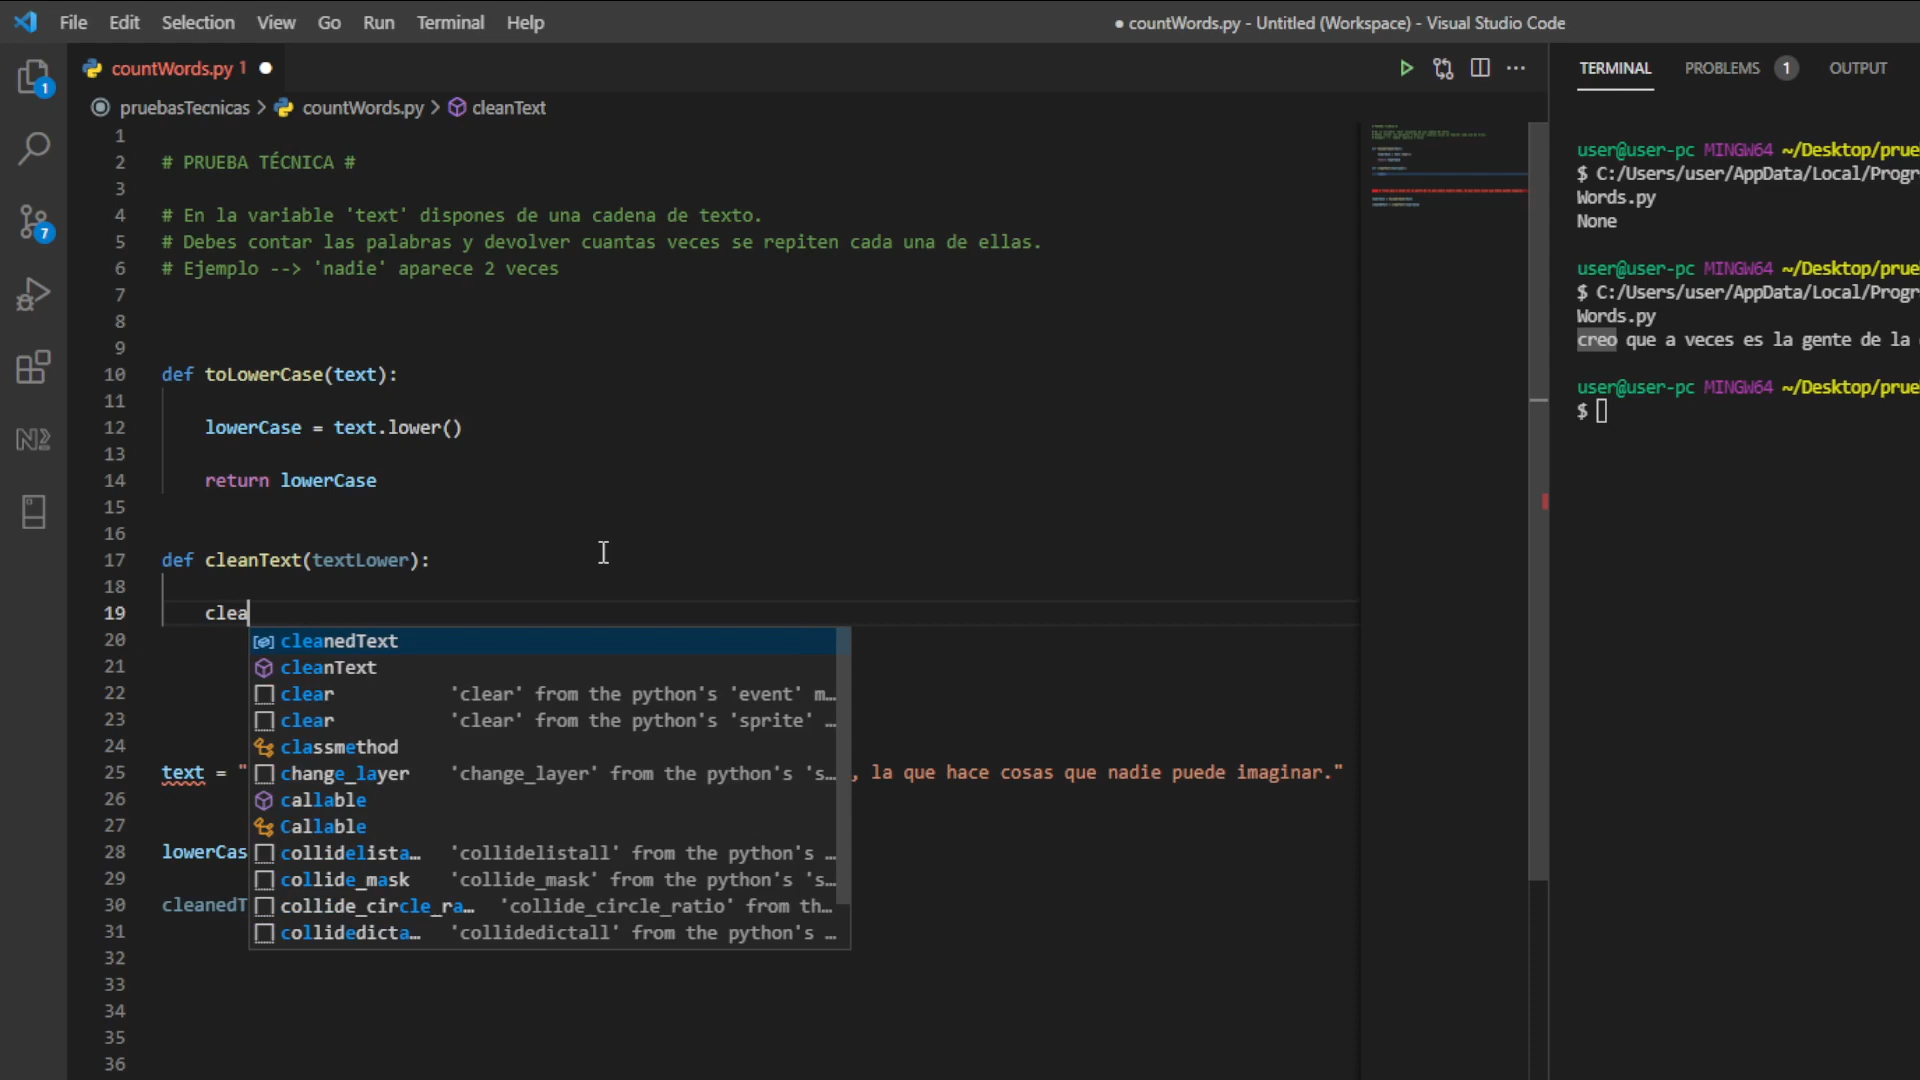 File Edit Selection View Go Run Terminal Help
● countWords.py - Untitled (Workspace) - Visual Studio Code
countWords.py 1 ●
TERMINAL PROBLEMS 1 OUTPUT
pruebasTecnicas > countWords.py > cleanText
1
2 # PRUEBA TÉCNICA #
3
4 # En la variable 'text' dispones de una cadena de texto.
5 # Debes contar las palabras y devolver cuantas veces se repiten cada una de ellas.
6 # Ejemplo --> 'nadie' aparece 2 veces
7
8
9
10 def toLowerCase(text):
11
12 lowerCase = text.lower()
13
14 return lowerCase
15
16
17 def cleanText(textLower):
18
19 clea
20
21
22
23
24
25 text = " , la que hace cosas que nadie puede imaginar."
26
27
28 lowerCas
29
30 cleanedT
31
32
33
34
35
36
cleanedText
cleanText
clear 'clear' from the python's 'event' m…
clear 'clear' from the python's 'sprite' …
classmethod
change_layer 'change_layer' from the python's 's…
callable
Callable
collidelista… 'collidelistall' from the python's …
collide_mask 'collide_mask' from the python's 's…
collide_circle_ra… 'collide_circle_ratio' from th…
collidedicta… 'collidedictall' from the python's …
1
7
user@user-pc MINGW64 ~/Desktop/prue
$ C:/Users/user/AppData/Local/Progr
Words.py
None
user@user-pc MINGW64 ~/Desktop/prue
$ C:/Users/user/AppData/Local/Progr
Words.py
creo que a veces es la gente de la
user@user-pc MINGW64 ~/Desktop/prue
$